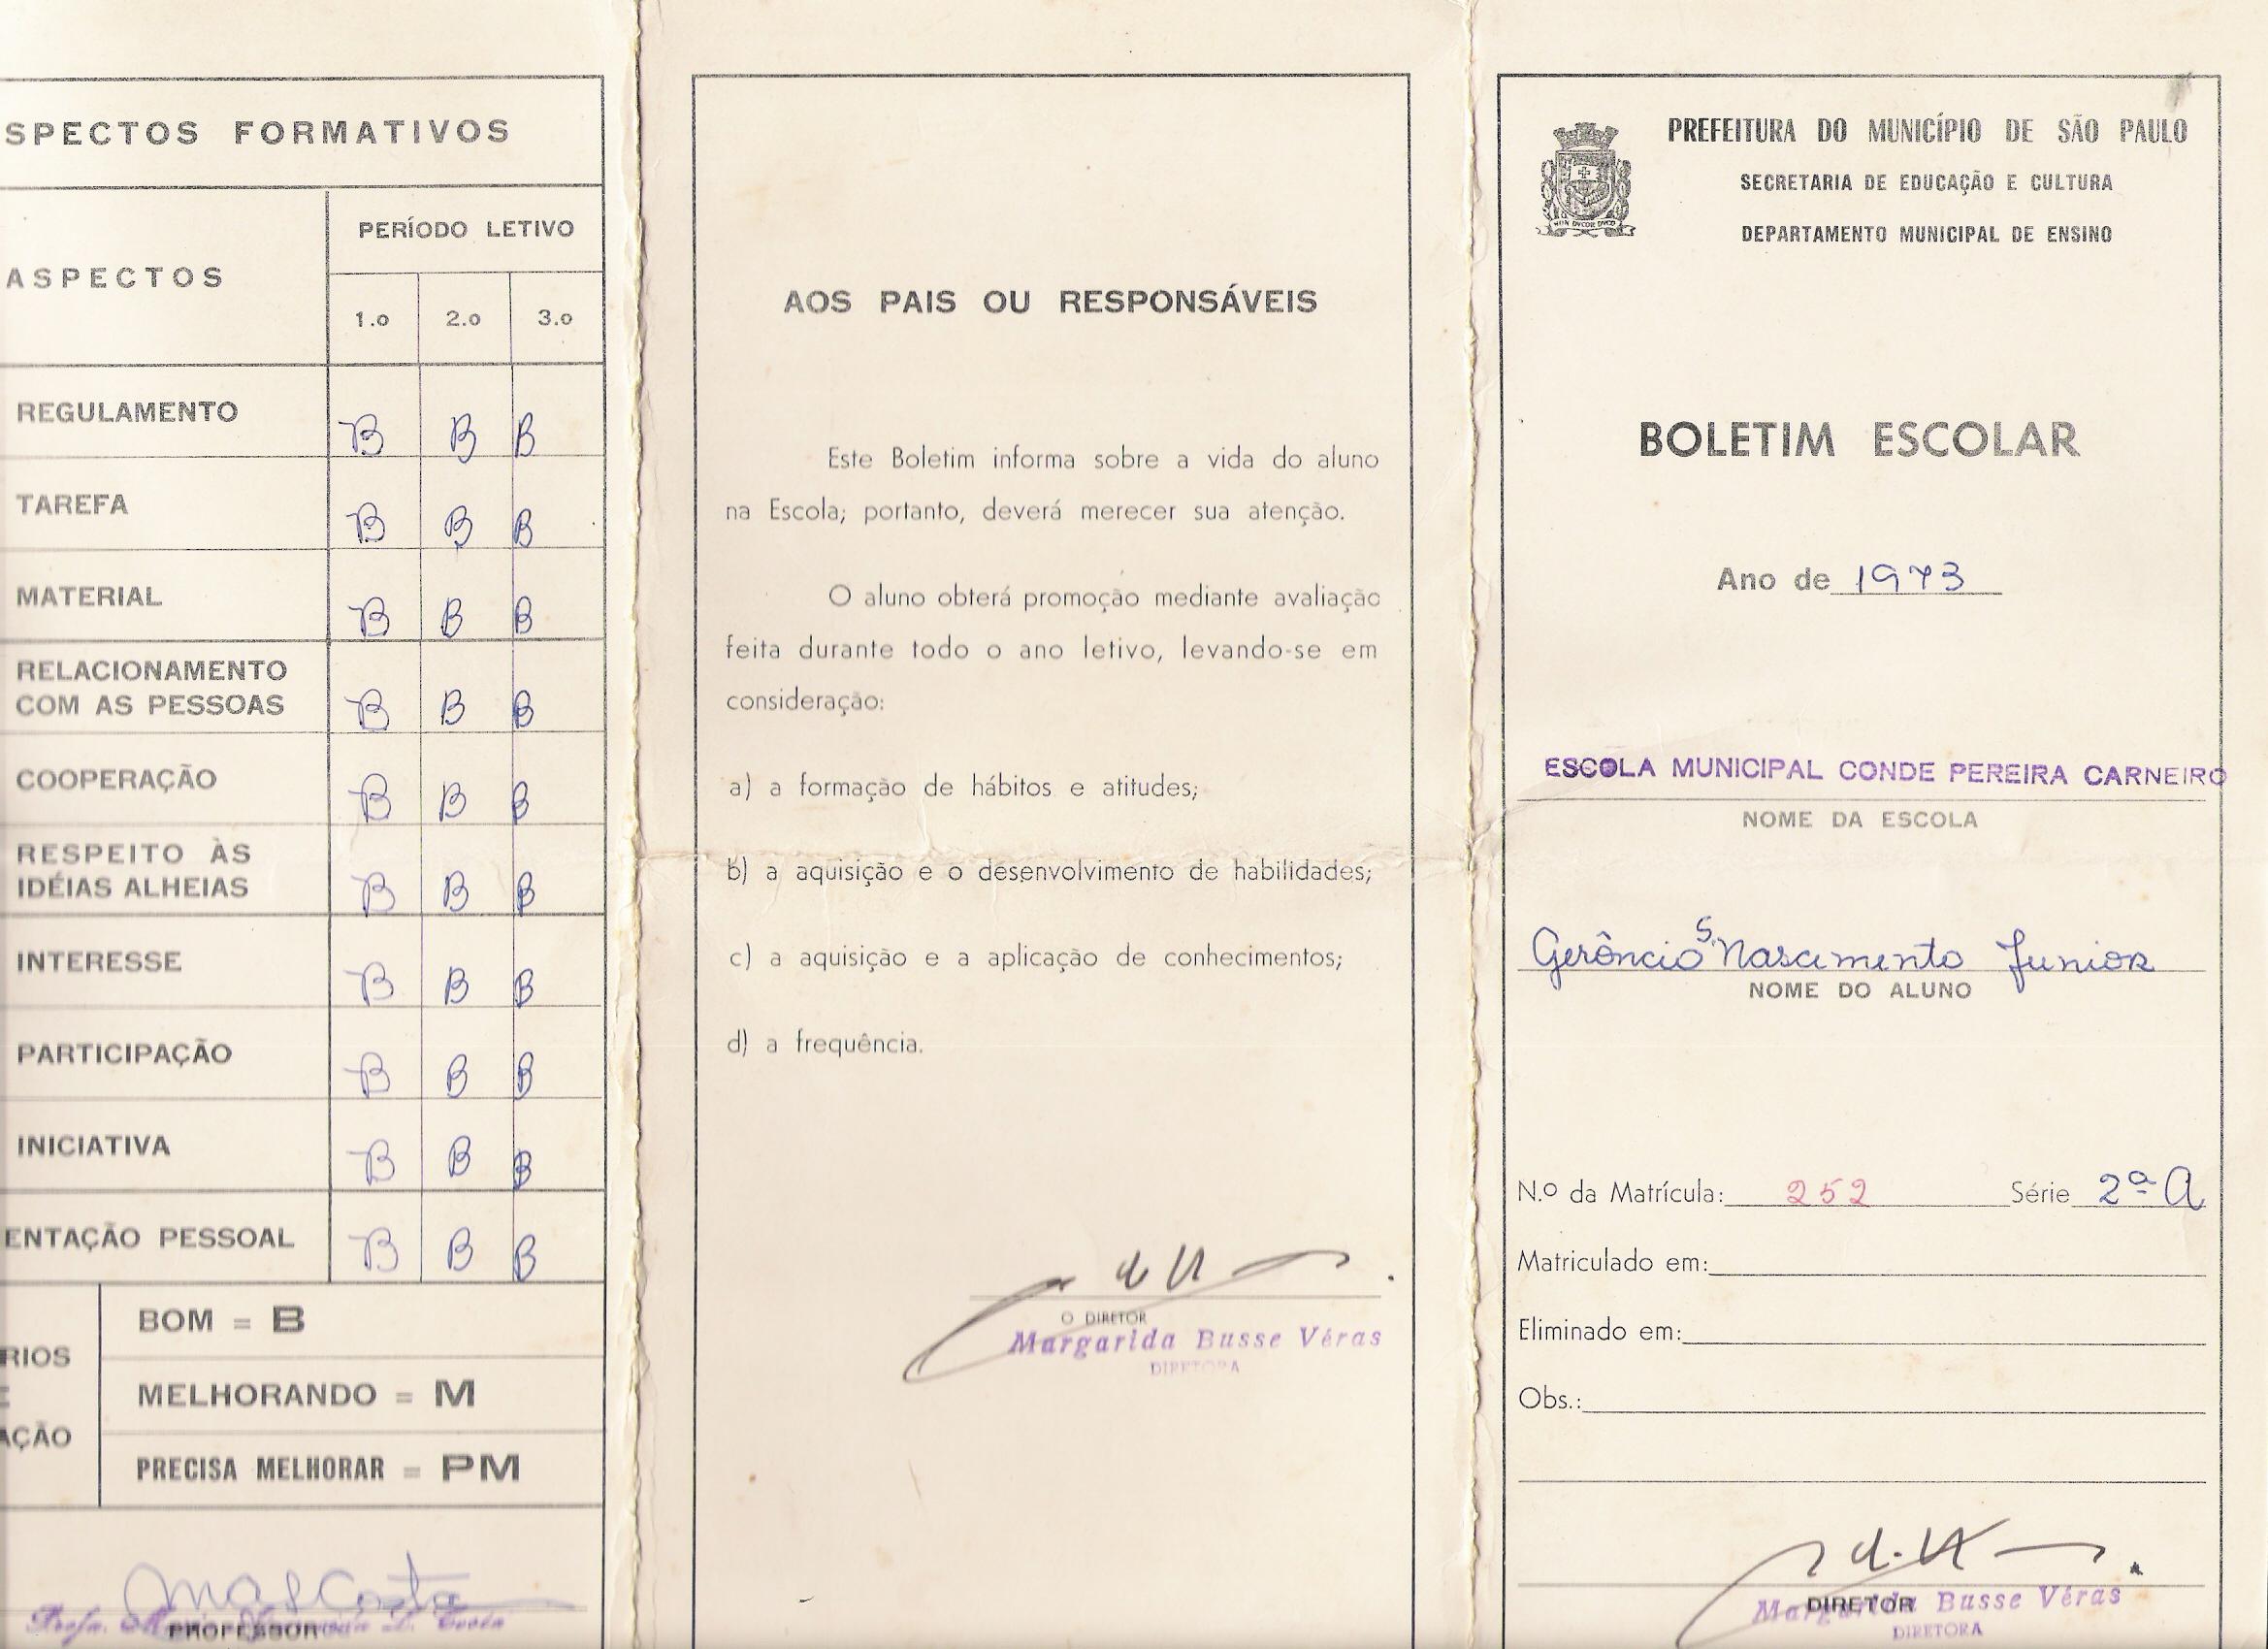 SPECTOS FORMATIVOS
ASPECTOS
PERÍODO LETIVO
1.o 2.o 3.o
REGULAMENTO B B B
TAREFA B B B
MATERIAL B B B
RELACIONAMENTO
COM AS PESSOAS B B B
COOPERAÇÃO B B B
RESPEITO ÀS
IDÉIAS ALHEIAS B B B
INTERESSE B B B
PARTICIPAÇÃO B B B
INICIATIVA B B B
ENTAÇÃO PESSOAL B B B
RIOS
E
AÇÃO
BOM = B
MELHORANDO = M
PRECISA MELHORAR = PM
Profa.
PROFESSOR
AOS PAIS OU RESPONSÁVEIS
Este Boletim informa sobre a vida do aluno
na Escola; portanto, deverá merecer sua atenção.
O aluno obterá promoção mediante avaliação
feita durante todo o ano letivo, levando-se em
consideração:
a) a formação de hábitos e atitudes;
b) a aquisição e o desenvolvimento de habilidades;
c) a aquisição e a aplicação de conhecimentos;
d) a frequência.
O DIRETOR
Margarida Busse Véras
DIRETORA
PREFEITURA DO MUNICÍPIO DE SÃO PAULO
SECRETARIA DE EDUCAÇÃO E CULTURA
DEPARTAMENTO MUNICIPAL DE ENSINO
NON DVCOR DVCO
BOLETIM ESCOLAR
Ano de 1973
ESCOLA MUNICIPAL CONDE PEREIRA CARNEIRO
NOME DA ESCOLA
Gerôncio S. Nascimento Junior
NOME DO ALUNO
N.o da Matrícula: 252 Série 2ª A
Matriculado em:
Eliminado em:
Obs.:
DIRETOR
Margarida Busse Véras
DIRETORA